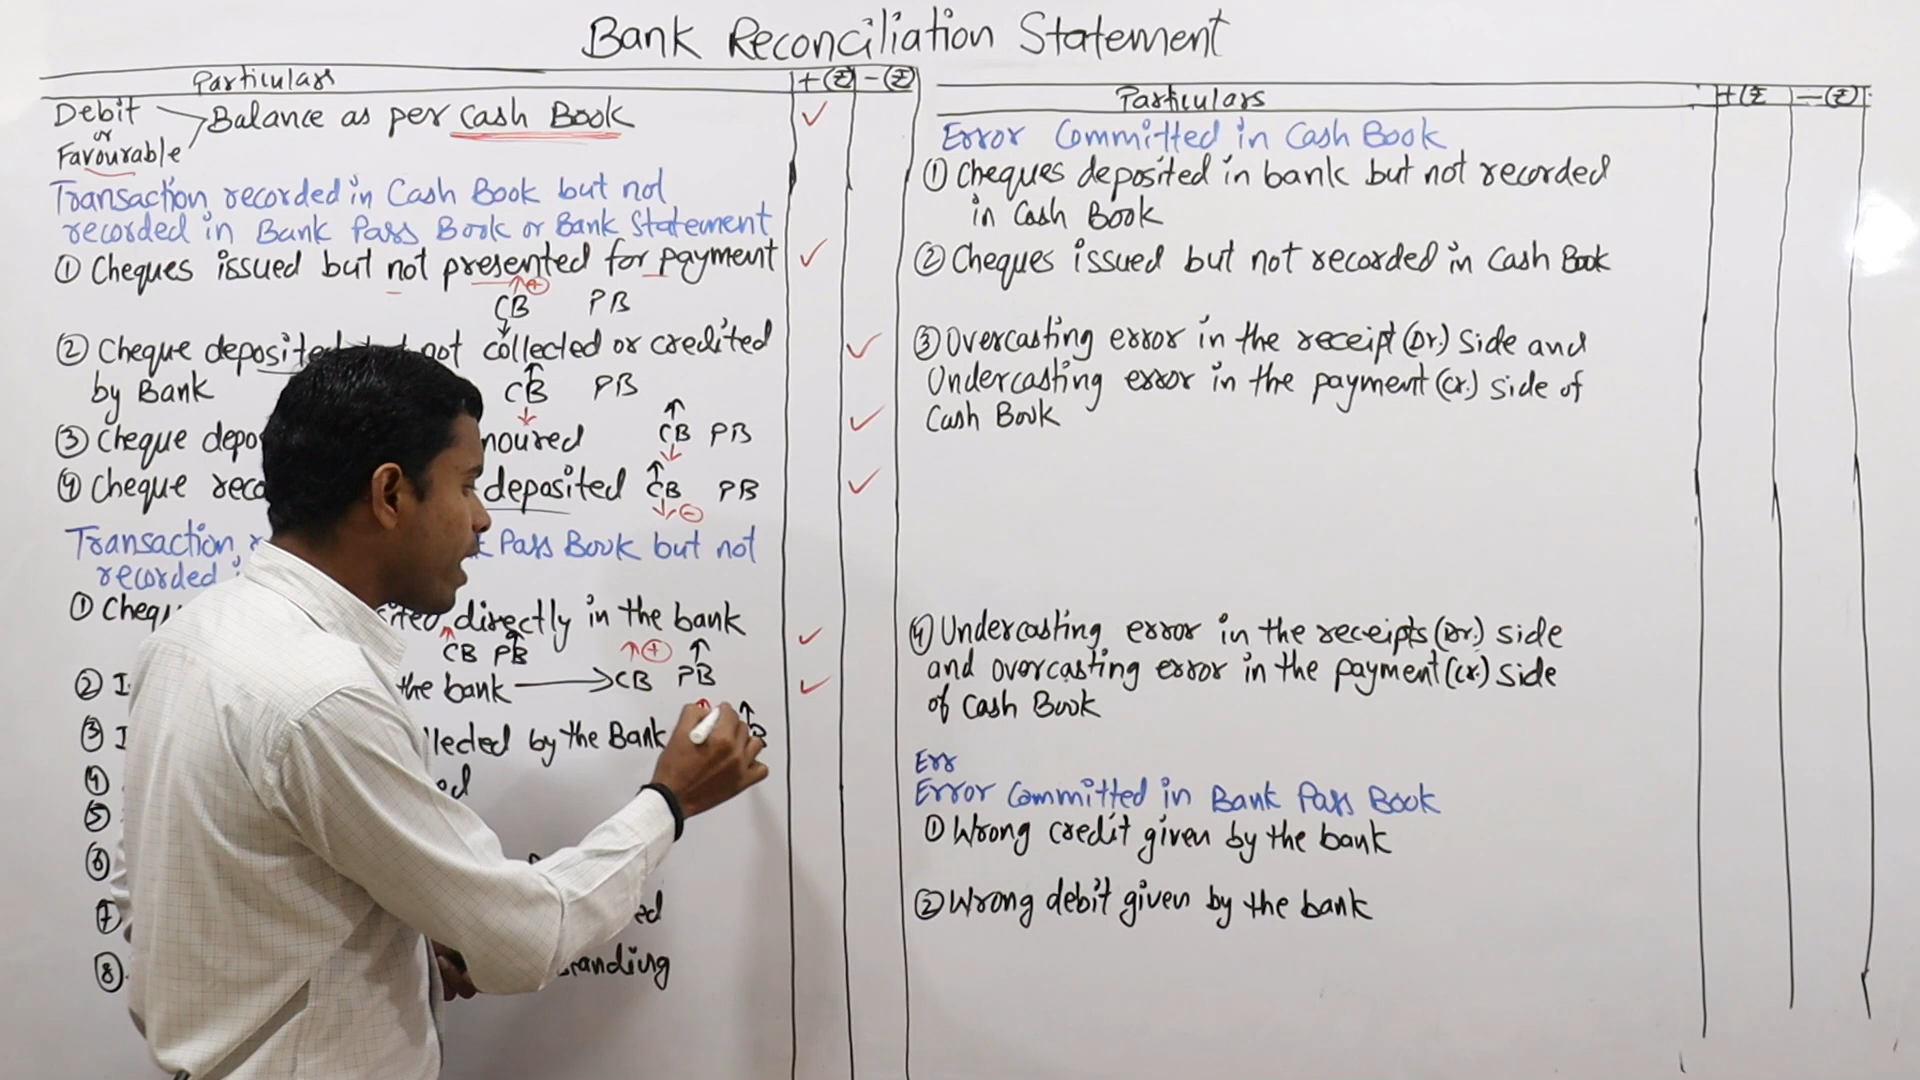 Bank Reconciliation Statement
Particulars +(₹) -(₹)
Debit
or
Favourable
Balance as per Cash Book
Transaction recorded in Cash Book but not
recorded in Bank Pass Book or Bank Statement
① Cheques issued but not presented for payment
CB PB
② Cheque deposited not collected or credited
by Bank
CB PB
③ Cheque depo noured CB PB
④ Cheque reco deposited CB PB
Transaction Pass Book but not
recorded
① Chequ directly in the bank
CB PB
② I the bank → CB PB
③ I llected by the Bank
④
⑤
⑥
⑦ ed
⑧ tanding
Particulars +(₹ -(₹)
Error Committed in Cash Book
① Cheques deposited in bank but not recorded
in Cash Book
② Cheques issued but not recorded in Cash Book
③ Overcasting error in the receipt (Dr.) side and
Undercasting error in the payment (Cr.) side of
Cash Book
④ Undercasting error in the receipts (Dr.) side
and overcasting error in the payment (Cr.) side
of Cash Book
Err
Error Committed in Bank Pass Book
① Wrong credit given by the bank
② Wrong debit given by the bank